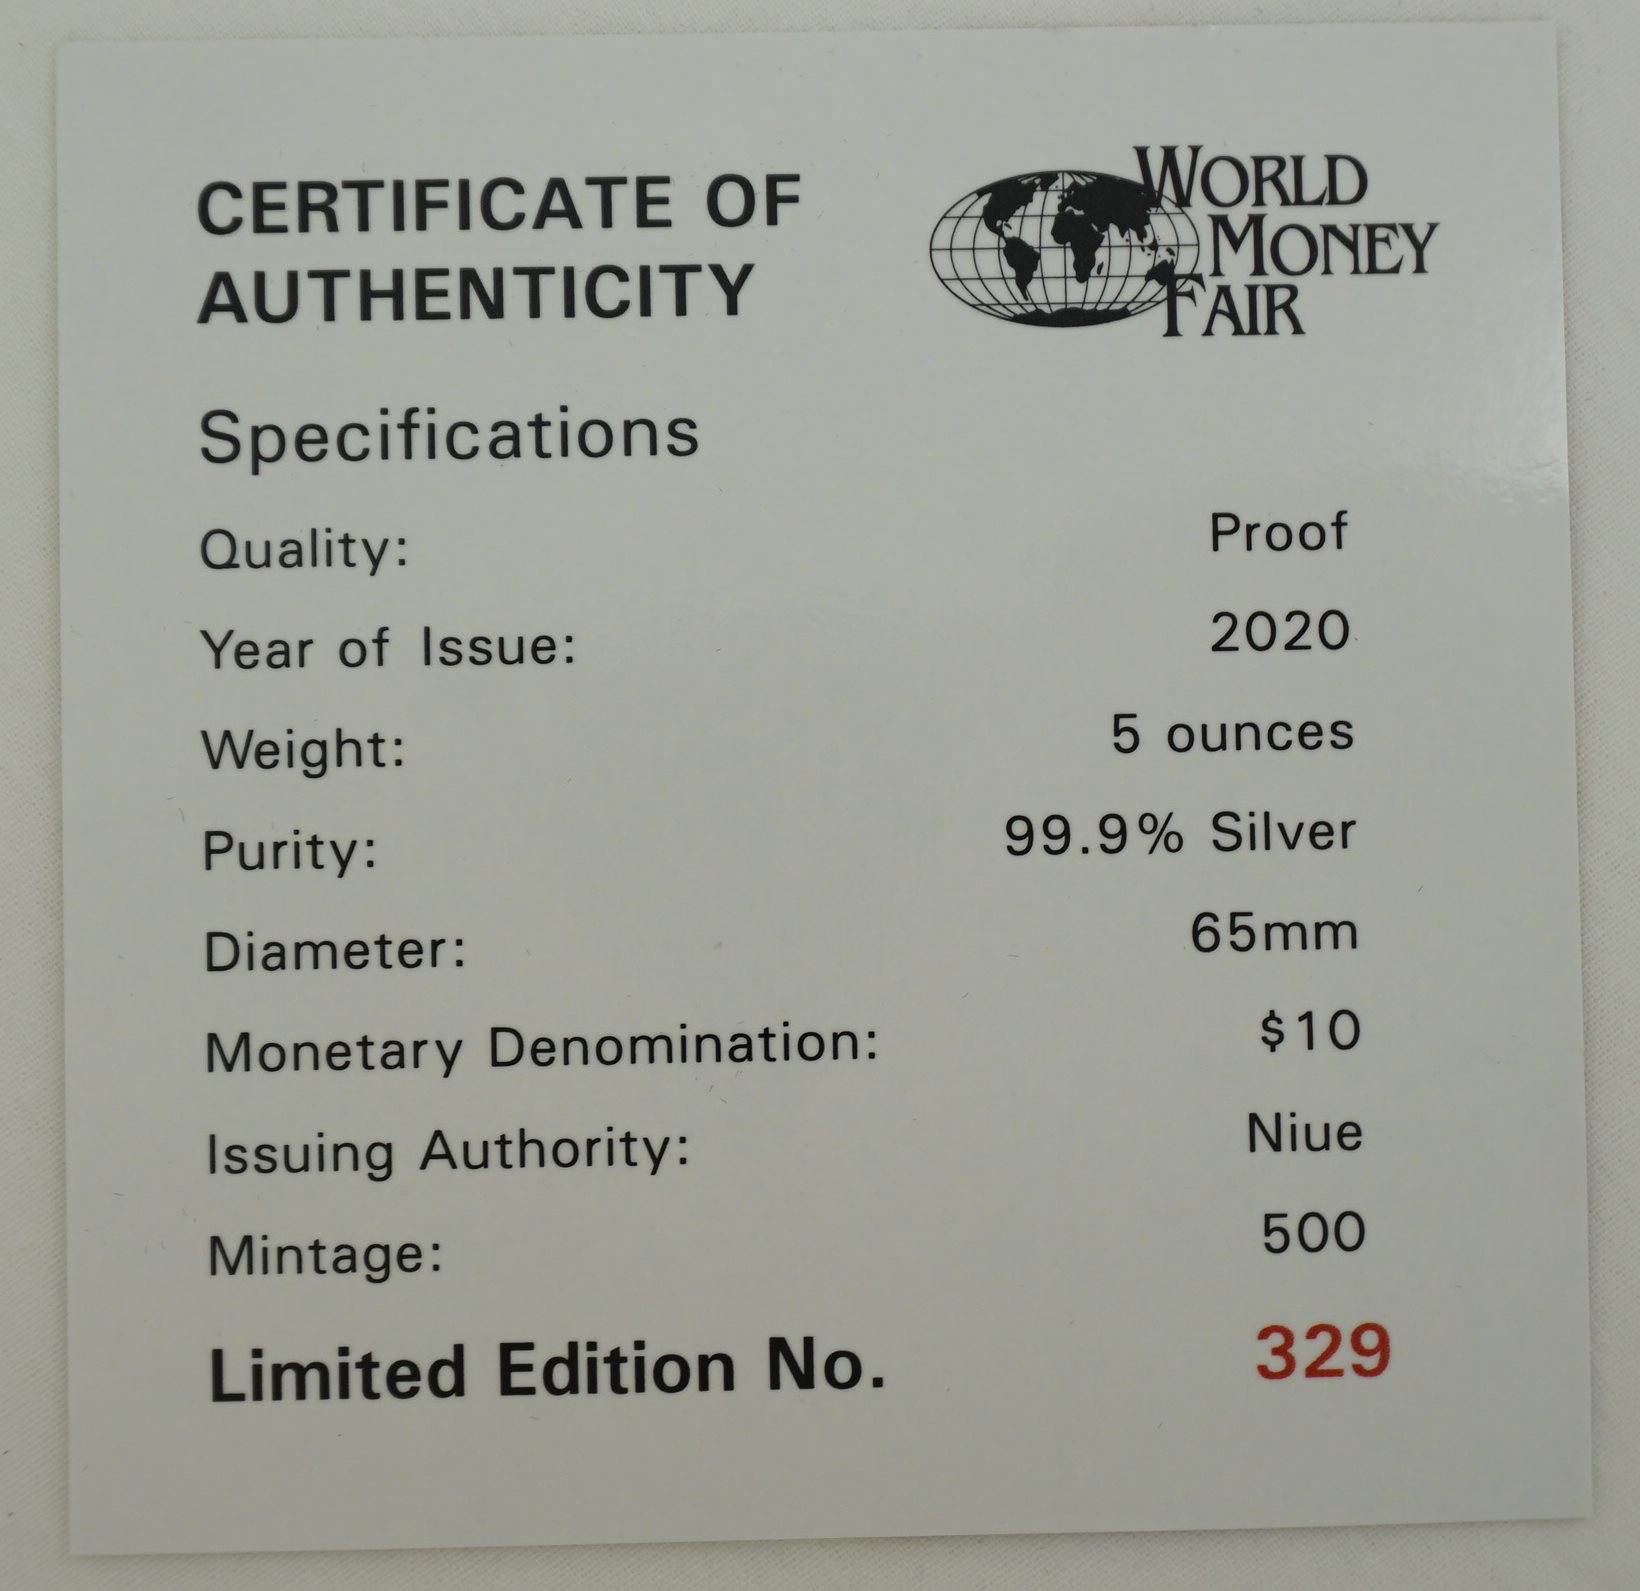 CERTIFICATE OF
AUTHENTICITY
WORLD
MONEY
FAIR
Specifications
Quality: Proof
Year of Issue: 2020
Weight: 5 ounces
Purity: 99.9% Silver
Diameter: 65mm
Monetary Denomination: $10
Issuing Authority: Niue
Mintage: 500
Limited Edition No. 329